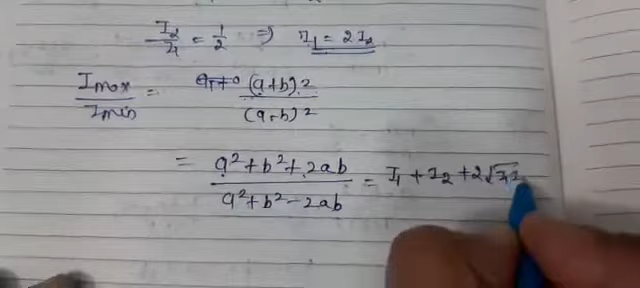 I₂/I₁ = 1/2 ⇒ I₁ = 2I₂
Imax/Imin = (a+b)²/(a-b)²
= a²+b²+2ab/a²+b²-2ab = I₁ + I₂ + 2√I₁I